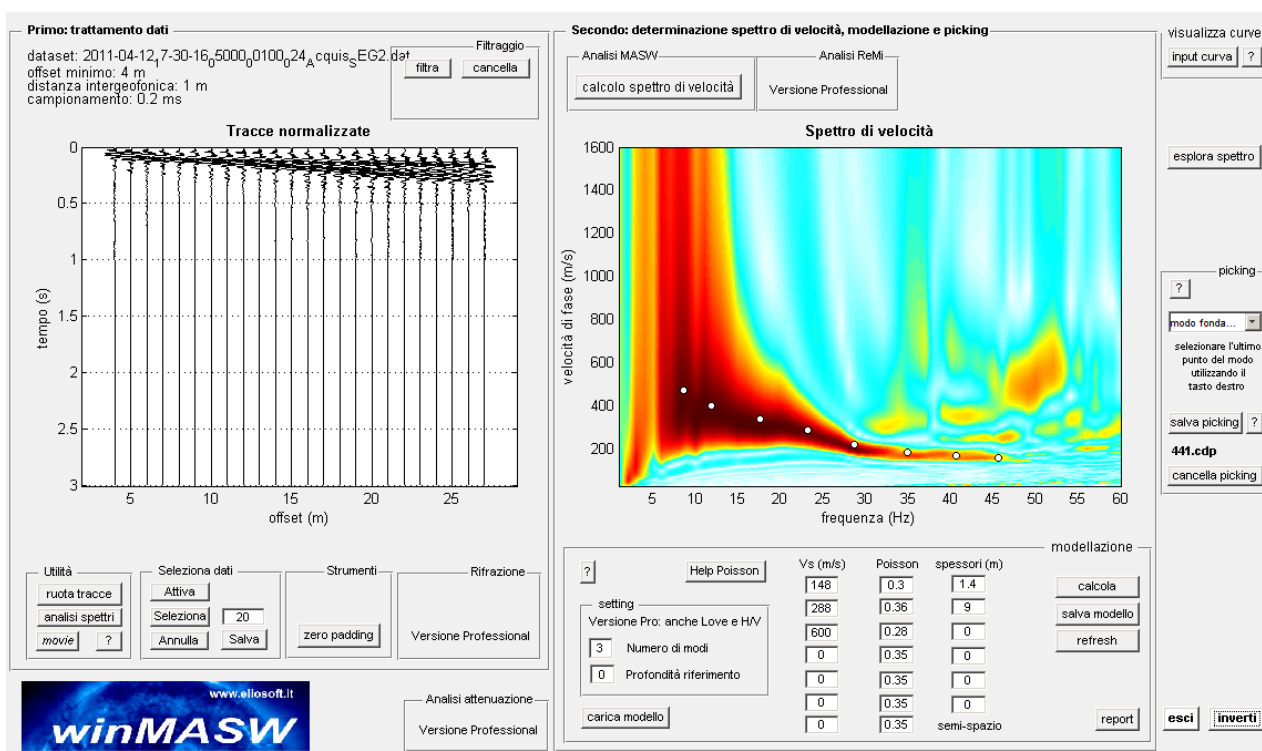 Primo: trattamento dati
dataset: 2011-04-12,7-30-16,5000,0100,24,Acquis,SEG2.dat
offset minimo: 4 m
distanza intergeofonica: 1 m
campionamento: 0.2 ms
Filtraggio
filtra cancella
Tracce normalizzate
0
0.5
1
1.5
2
2.5
3
tempo (s)
5 10 15 20 25
offset (m)
Utilità
ruota tracce
analisi spettri
movie ?
Seleziona dati
Attiva
Seleziona 20
Annulla Salva
Strumenti
zero padding
Rifrazione
Versione Professional
www.eliosoft.it
winMASW
Analisi attenuazione
Versione Professional
Secondo: determinazione spettro di velocità, modellazione e picking
Analisi MASW
calcolo spettro di velocità
Analisi ReMi
Versione Professional
Spettro di velocità
1600
1400
1200
1000
800
600
400
200
velocità di fase (m/s)
5 10 15 20 25 30 35 40 45 50 55 60
frequenza (Hz)
modellazione
? Help Poisson
setting
Versione Pro: anche Love e H/V
3 Numero di modi
0 Profondità riferimento
carica modello
Vs (m/s) Poisson spessori (m)
148 0.3 1.4
288 0.36 9
600 0.28 0
0 0.35 0
0 0.35 0
0 0.35 0
0 0.35 semi-spazio
calcola
salva modello
refresh
report
visualizza curve
input curva ?
esplora spettro
picking
?
modo fonda...
selezionare l'ultimo
punto del modo
utilizzando il
tasto destro
salva picking ?
441.cdp
cancella picking
esci inverti